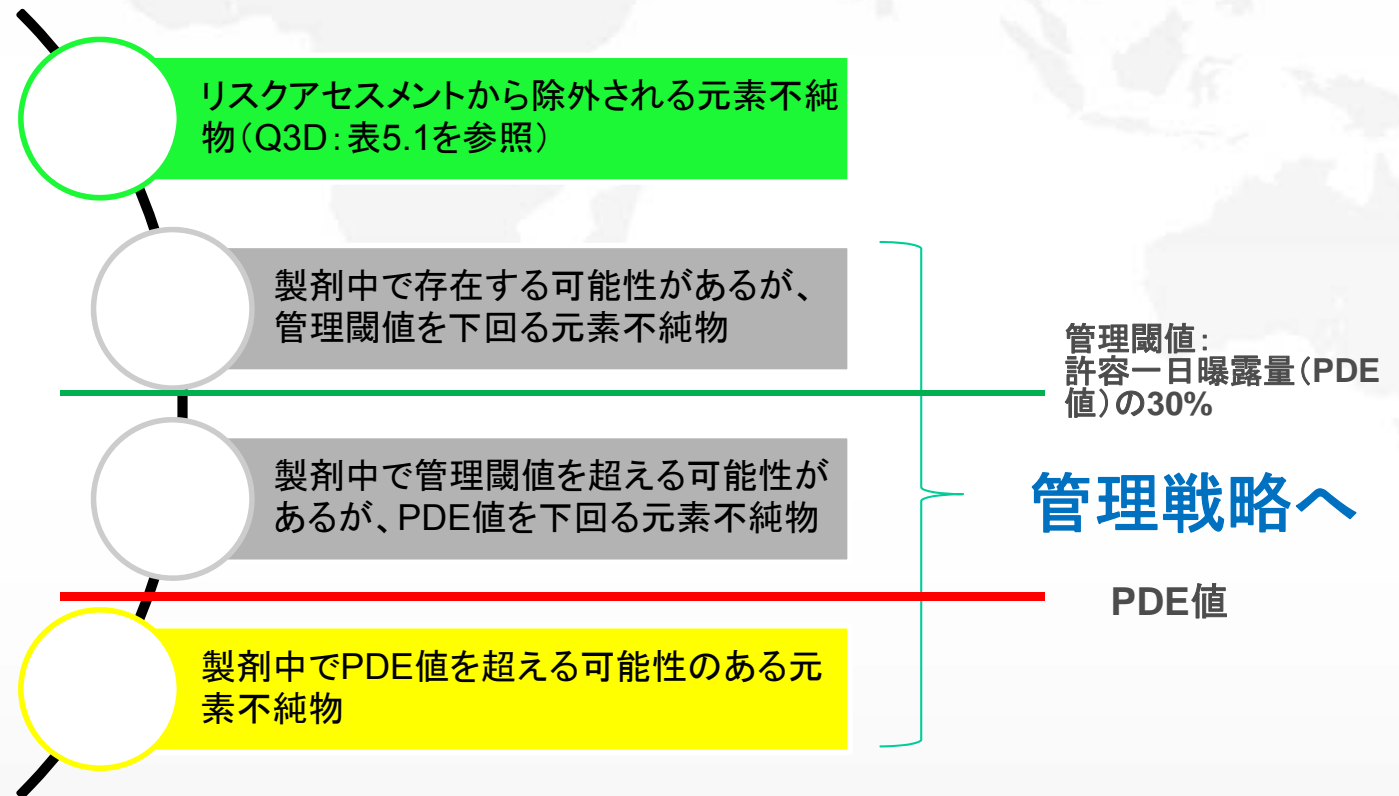 リスクアセスメントから除外される元素不純
物（Q3D：表5.1を参照）
製剤中で存在する可能性があるが、
管理閾値を下回る元素不純物
管理閾値：
許容一日曝露量（PDE
値）の30%
製剤中で管理閾値を超える可能性が
あるが、PDE値を下回る元素不純物
管理戦略へ
PDE値
製剤中でPDE値を超える可能性のある元
素不純物